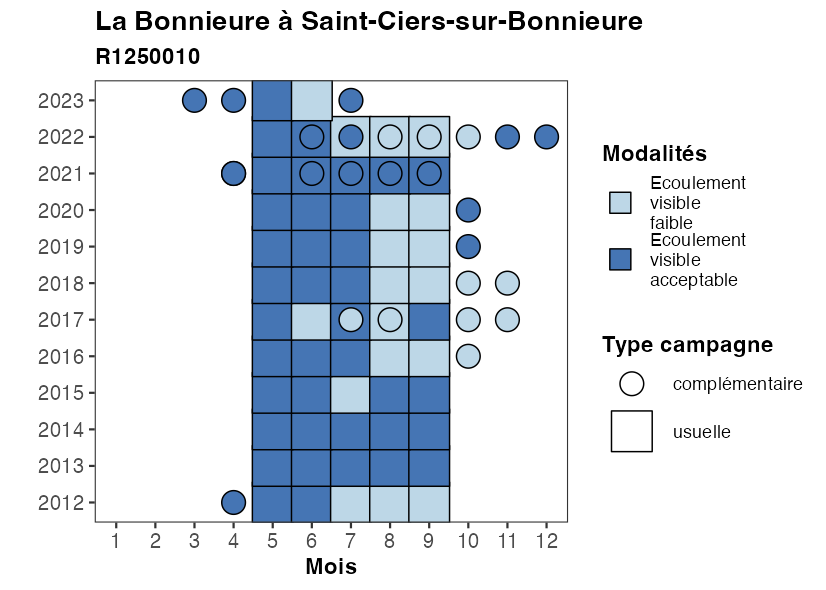 La Bonnieure à Saint-Ciers-sur-Bonnieure
R1250010
2023
2022
2021
2020
2019
2018
2017
2016
2015
2014
2013
2012
1 2 3 4 5 6 7 8 9 10 11 12
Mois
Modalités
Ecoulement
visible
faible
Ecoulement
visible
acceptable
Type campagne
complémentaire
usuelle